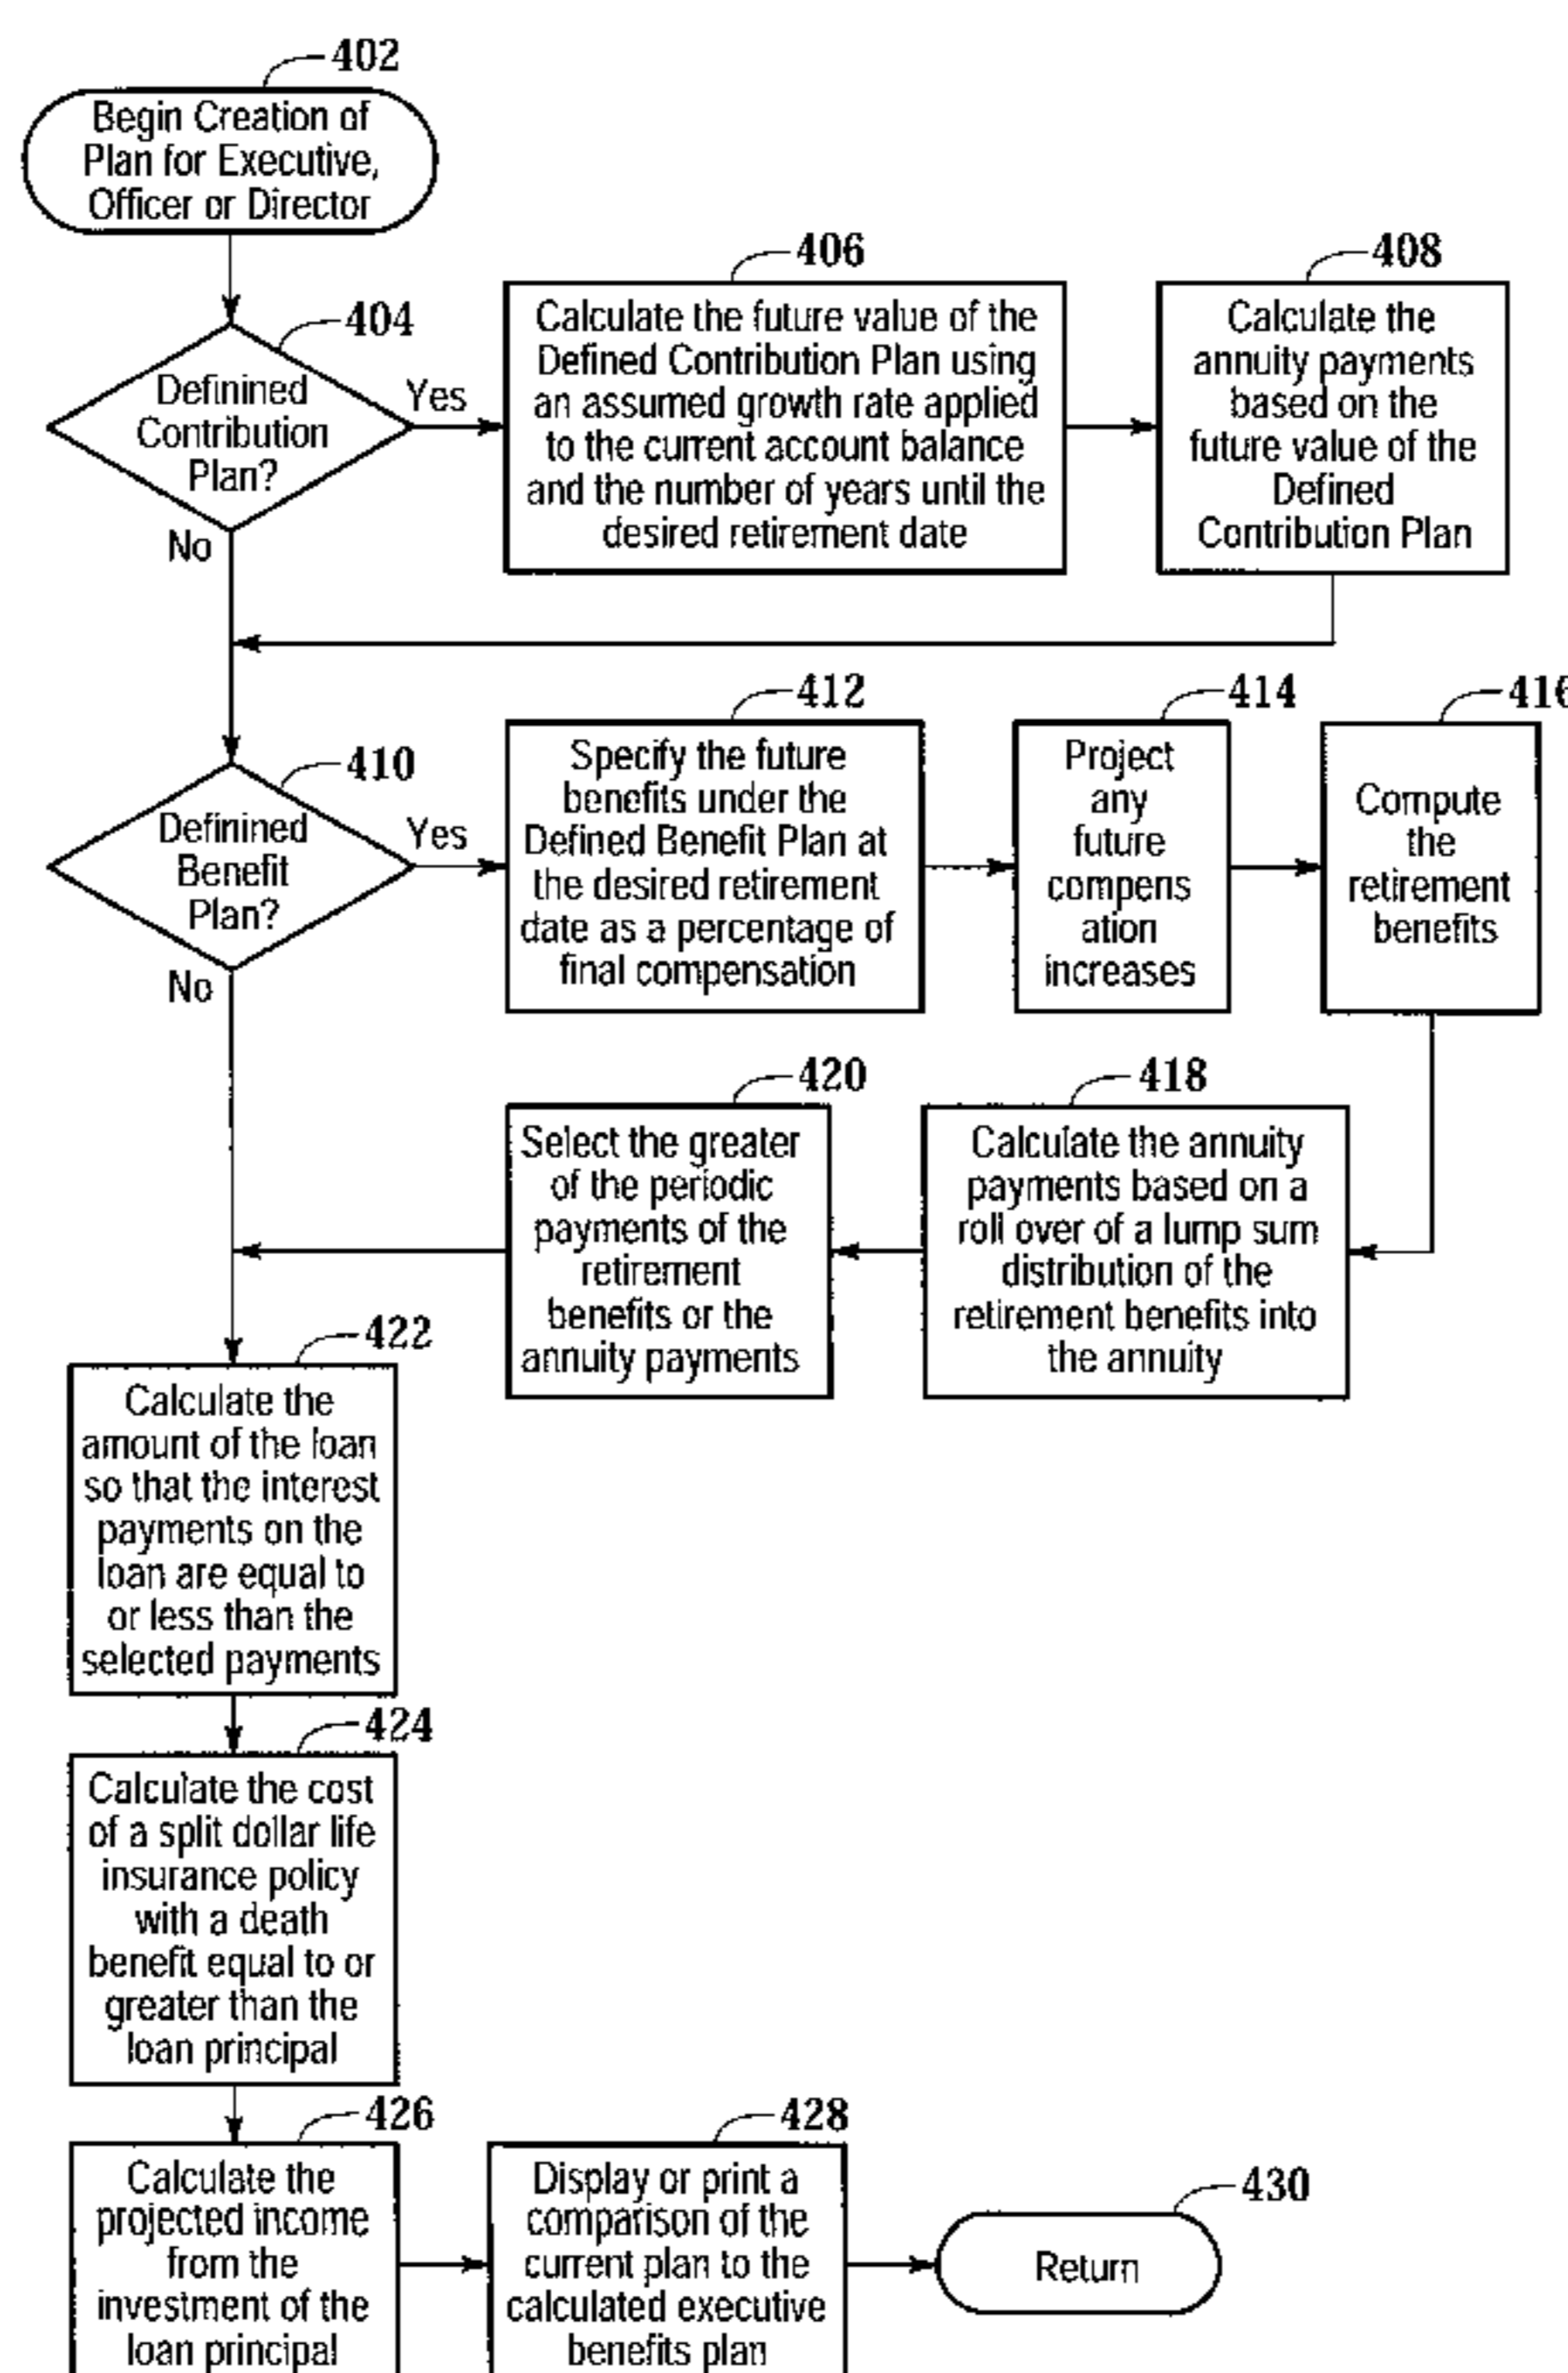 402
Begin Creation of
Plan for Executive,
Officer or Director
404
Definined
Contribution
Plan?
Yes
No
406
Calculate the future value of the
Defined Contribution Plan using
an assumed growth rate applied
to the current account balance
and the number of years until the
desired retirement date
408
Calculate the
annuity payments
based on the
future value of the
Defined
Contribution Plan
410
Definined
Benefit
Plan?
Yes
No
412
Specify the future
benefits under the
Defined Benefit Plan at
the desired retirement
date as a percentage of
final compensation
414
Project
any
future
compens
ation
increases
416
Compute
the
retirement
benefits
418
Calculate the annuity
payments based on a
roll over of a lump sum
distribution of the
retirement benefits into
the annuity
420
Select the greater
of the periodic
payments of the
retirement
benefits or the
annuity payments
422
Calculate the
amount of the loan
so that the interest
payments on the
loan are equal to
or less than the
selected payments
424
Calculate the cost
of a split dollar life
insurance policy
with a death
benefit equal to or
greater than the
loan principal
426
Calculate the
projected income
from the
investment of the
loan principal
428
Display or print a
comparison of the
current plan to the
calculated executive
benefits plan
430
Return